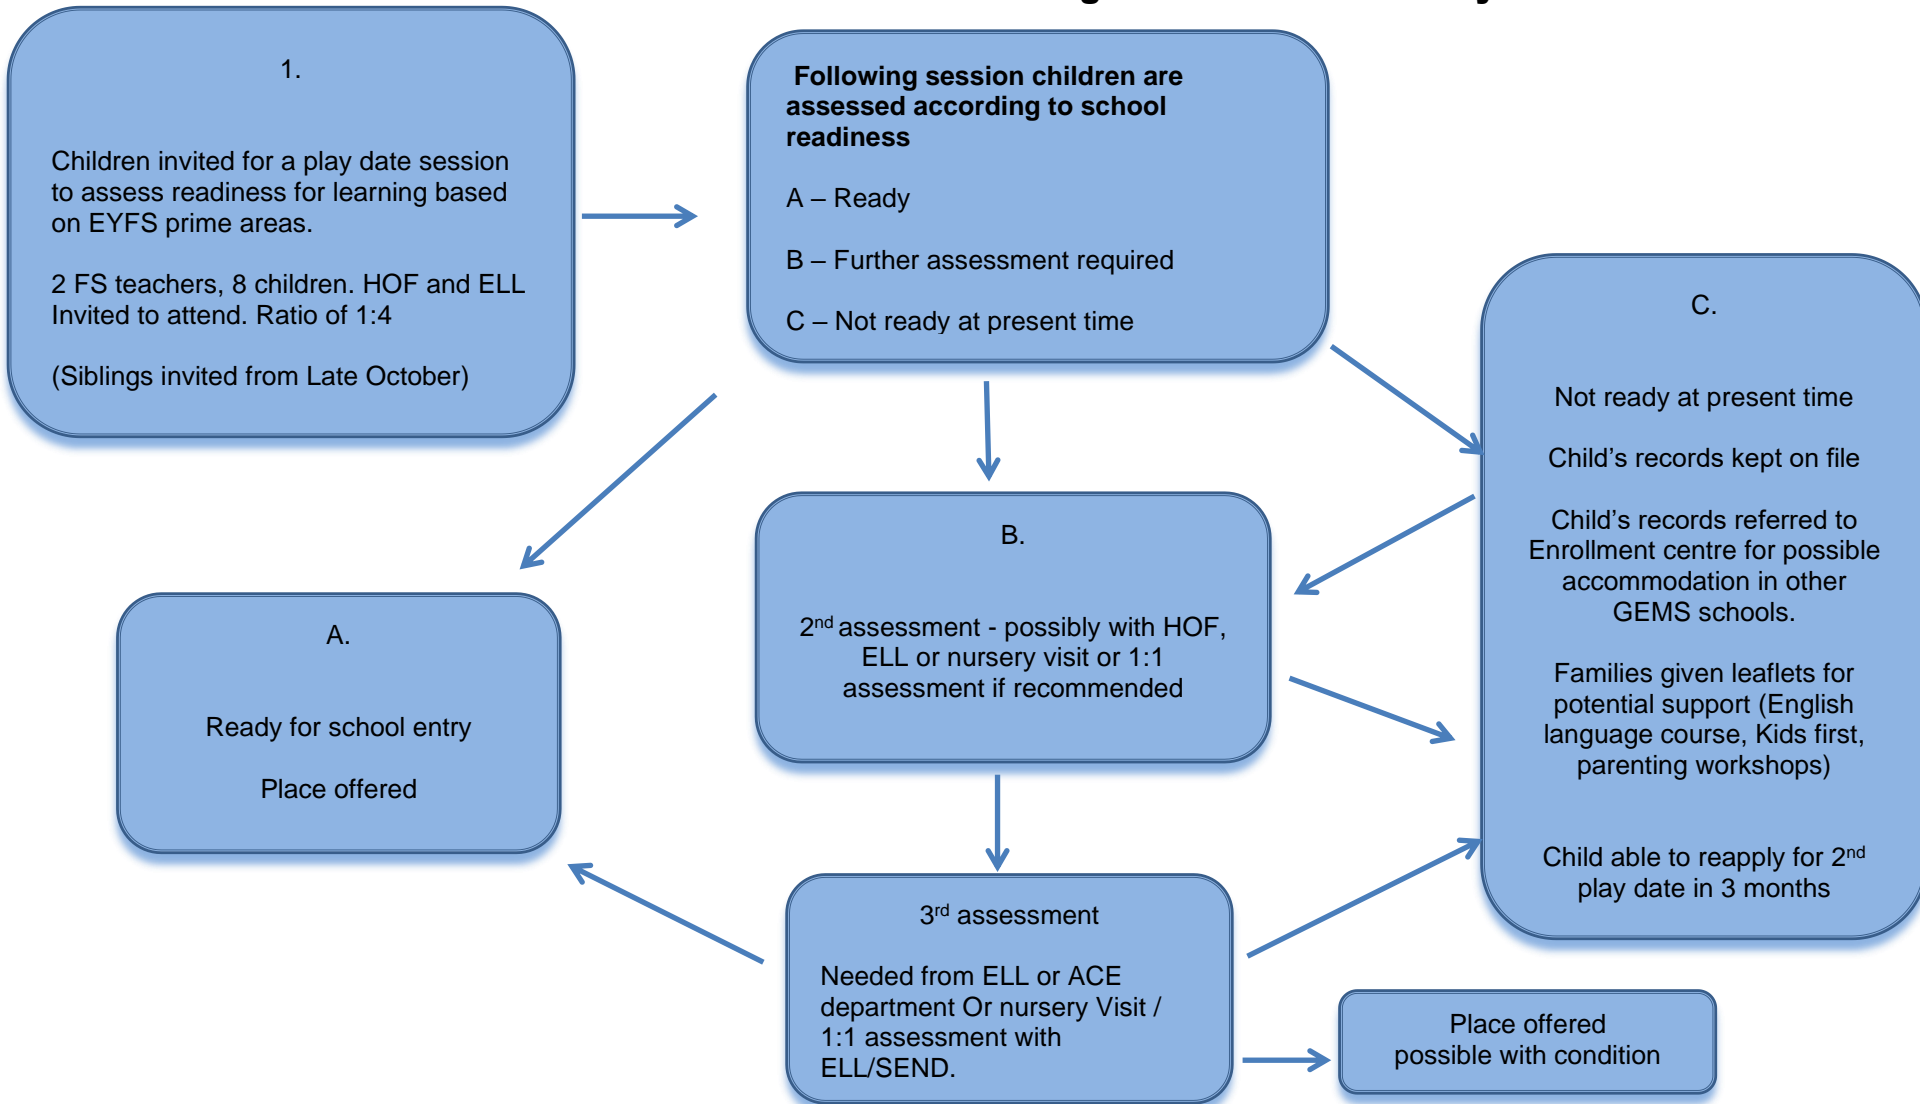 1.
Children invited for a play date session
to assess readiness for learning based
on EYFS prime areas.
2 FS teachers, 8 children. HOF and ELL
Invited to attend. Ratio of 1:4
(Siblings invited from Late October)
Following session children are
assessed according to school
readiness
A – Ready
B – Further assessment required
C – Not ready at present time
C.
Not ready at present time
Child’s records kept on file
Child’s records referred to
Enrollment centre for possible
accommodation in other
GEMS schools.
Families given leaflets for
potential support (English
language course, Kids first,
parenting workshops)
Child able to reapply for 2nd
play date in 3 months
B.
2nd assessment - possibly with HOF,
ELL or nursery visit or 1:1
assessment if recommended
A.
Ready for school entry
Place offered
3rd assessment
Needed from ELL or ACE
department Or nursery Visit /
1:1 assessment with
ELL/SEND.
Place offered
possible with condition